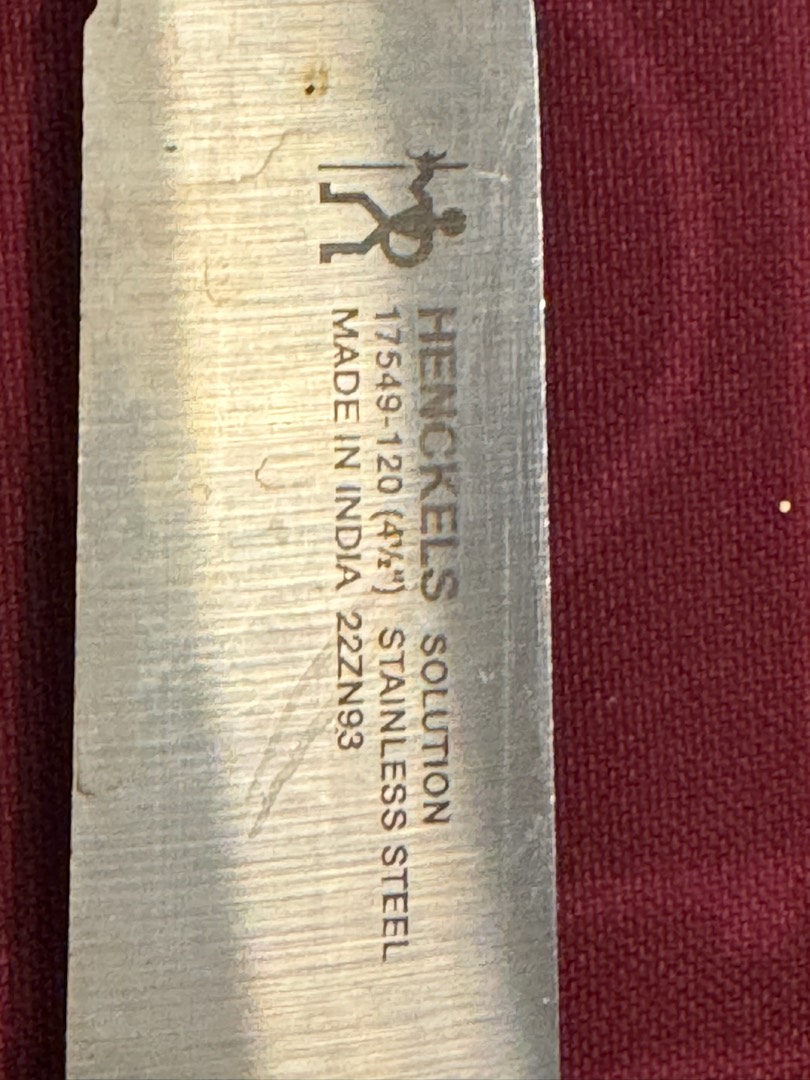 HENCKELS SOLUTION
17549-120 (4½") STAINLESS STEEL
MADE IN INDIA 22ZN93